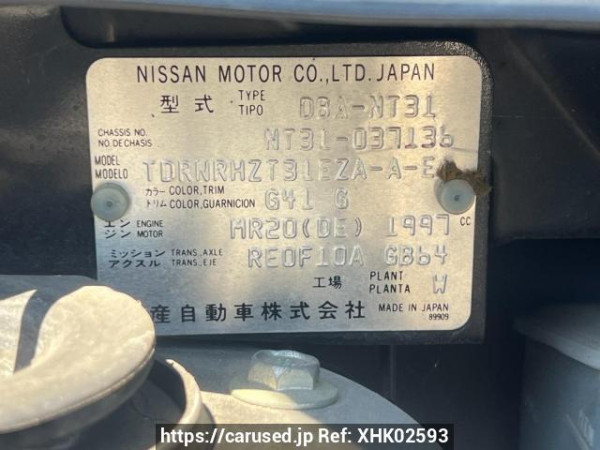 NISSAN MOTOR CO.,LTD. JAPAN
型式 TYPE TIPO DBA-NT31
CHASSIS NO. NO.DE CHASIS NT31-037136
MODEL MODELO TDRNRHZT31EZA-A-E
カラー COLOR,TRIM
トリム COLOR,GUARNICION G41 G
エンジン ENGINE MOTOR MR20(DE) 1997 cc
ミッション TRANS. AXLE
アクスル TRANS. EJE RE0F10A GB64
工場 PLANT PLANTA W
産自動車株式会社 MADE IN JAPAN
89909
https://carused.jp Ref: XHK02593